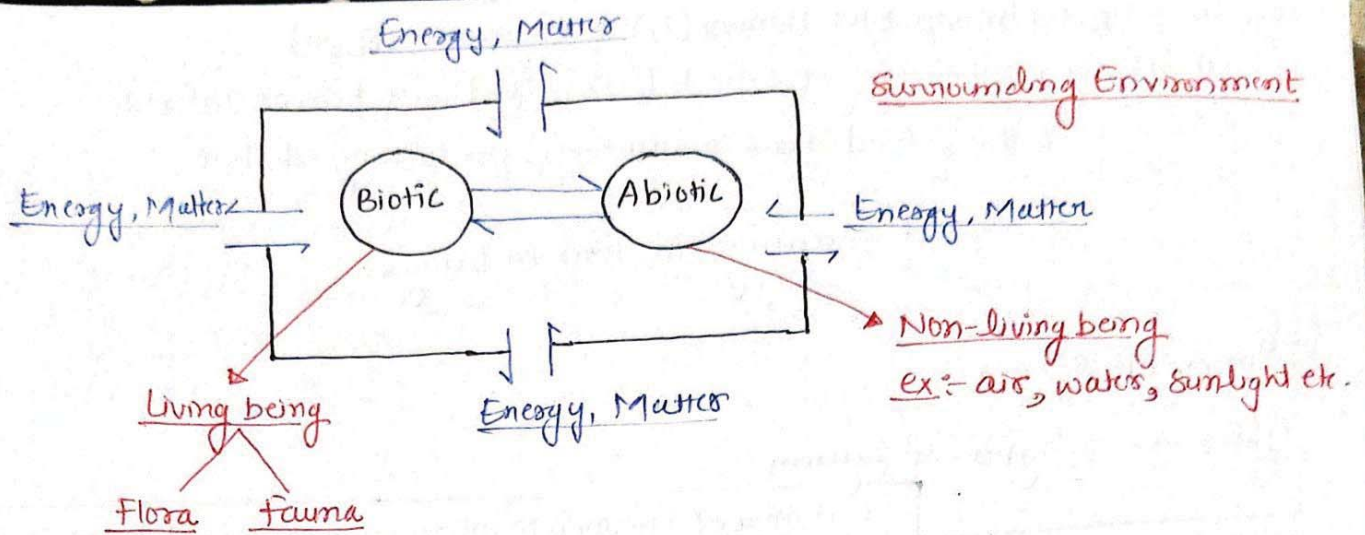 Energy, Matter
Surrounding Environment
Biotic
Abiotic
Energy, Matter
Energy, Matter
Non-living being
ex:- air, water, sunlight etc.
Living being
Energy, Matter
Flora Fauna